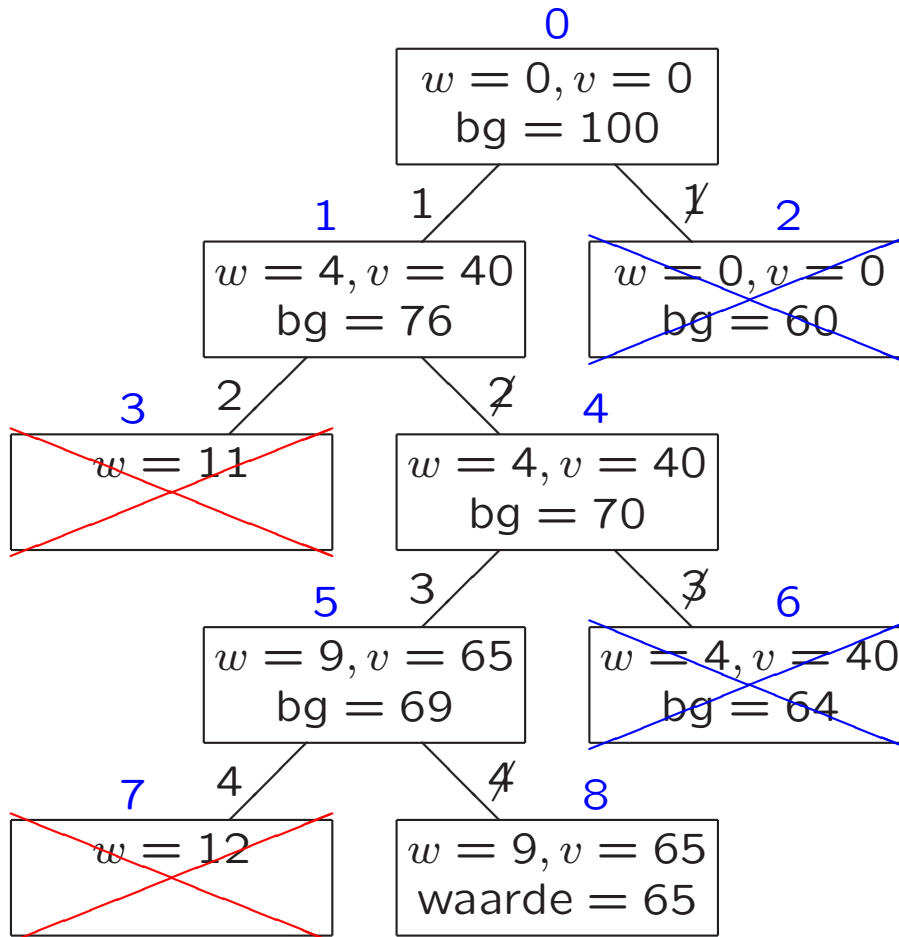 0
w = 0, v = 0
bg = 100
1
1̸
1
2
w = 4, v = 40
bg = 76
w = 0, v = 0
bg = 60
2
2̸
3
4
w = 11
w = 4, v = 40
bg = 70
3
3̸
5
6
w = 9, v = 65
bg = 69
w = 4, v = 40
bg = 64
4
4̸
7
8
w = 12
w = 9, v = 65
waarde = 65